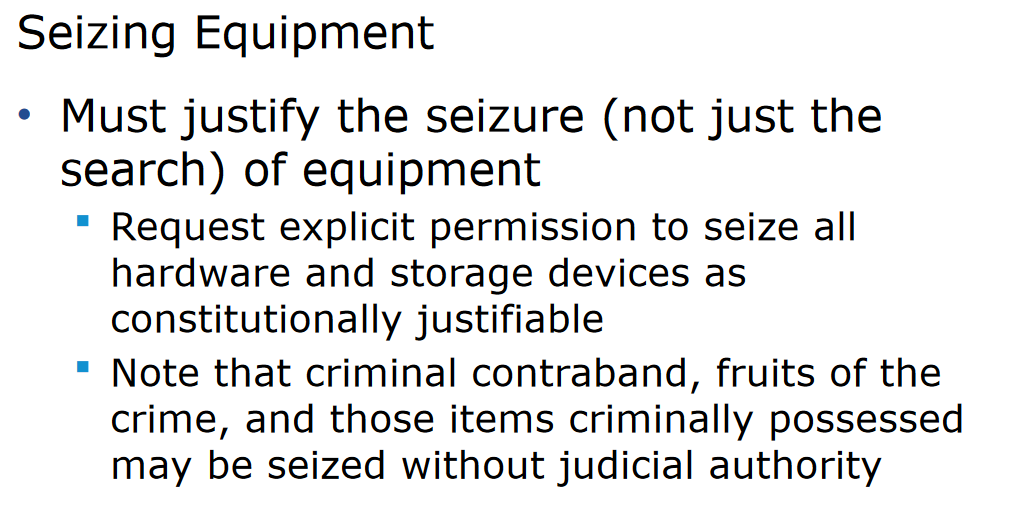 Seizing Equipment
• Must justify the seizure (not just the
search) of equipment
▪ Request explicit permission to seize all
hardware and storage devices as
constitutionally justifiable
▪ Note that criminal contraband, fruits of the
crime, and those items criminally possessed
may be seized without judicial authority